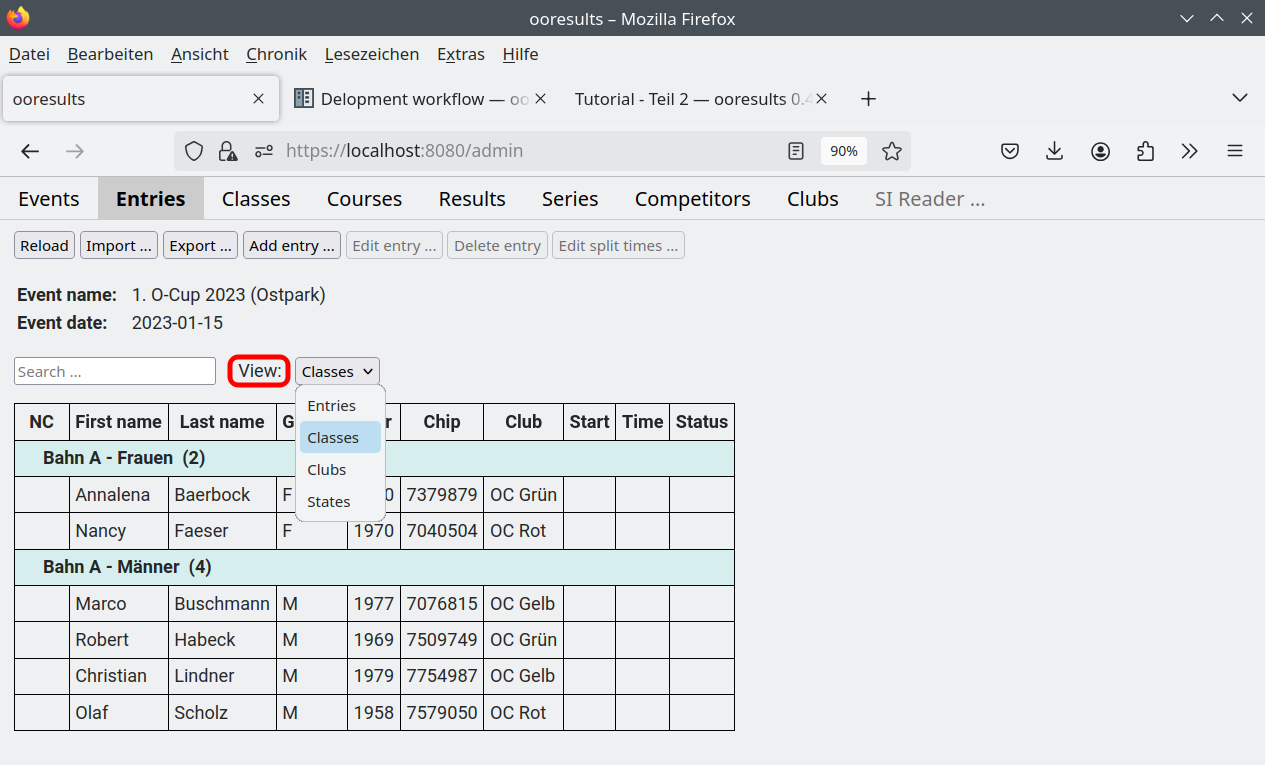 ooresults – Mozilla Firefox
Datei Bearbeiten Ansicht Chronik Lesezeichen Extras Hilfe
ooresults Delopment workflow — oo Tutorial - Teil 2 — ooresults 0.4
https://localhost:8080/admin 90%
Events Entries Classes Courses Results Series Competitors Clubs SI Reader ...
Reload Import ... Export ... Add entry ... Edit entry ... Delete entry Edit split times ...
Event name: 1. O-Cup 2023 (Ostpark)
Event date: 2023-01-15
Search ... View: Classes
Entries
Classes
Clubs
States
NC First name Last name G r Chip Club Start Time Status
Bahn A - Frauen (2)
Annalena Baerbock F 0 7379879 OC Grün
Nancy Faeser F 1970 7040504 OC Rot
Bahn A - Männer (4)
Marco Buschmann M 1977 7076815 OC Gelb
Robert Habeck M 1969 7509749 OC Grün
Christian Lindner M 1979 7754987 OC Gelb
Olaf Scholz M 1958 7579050 OC Rot